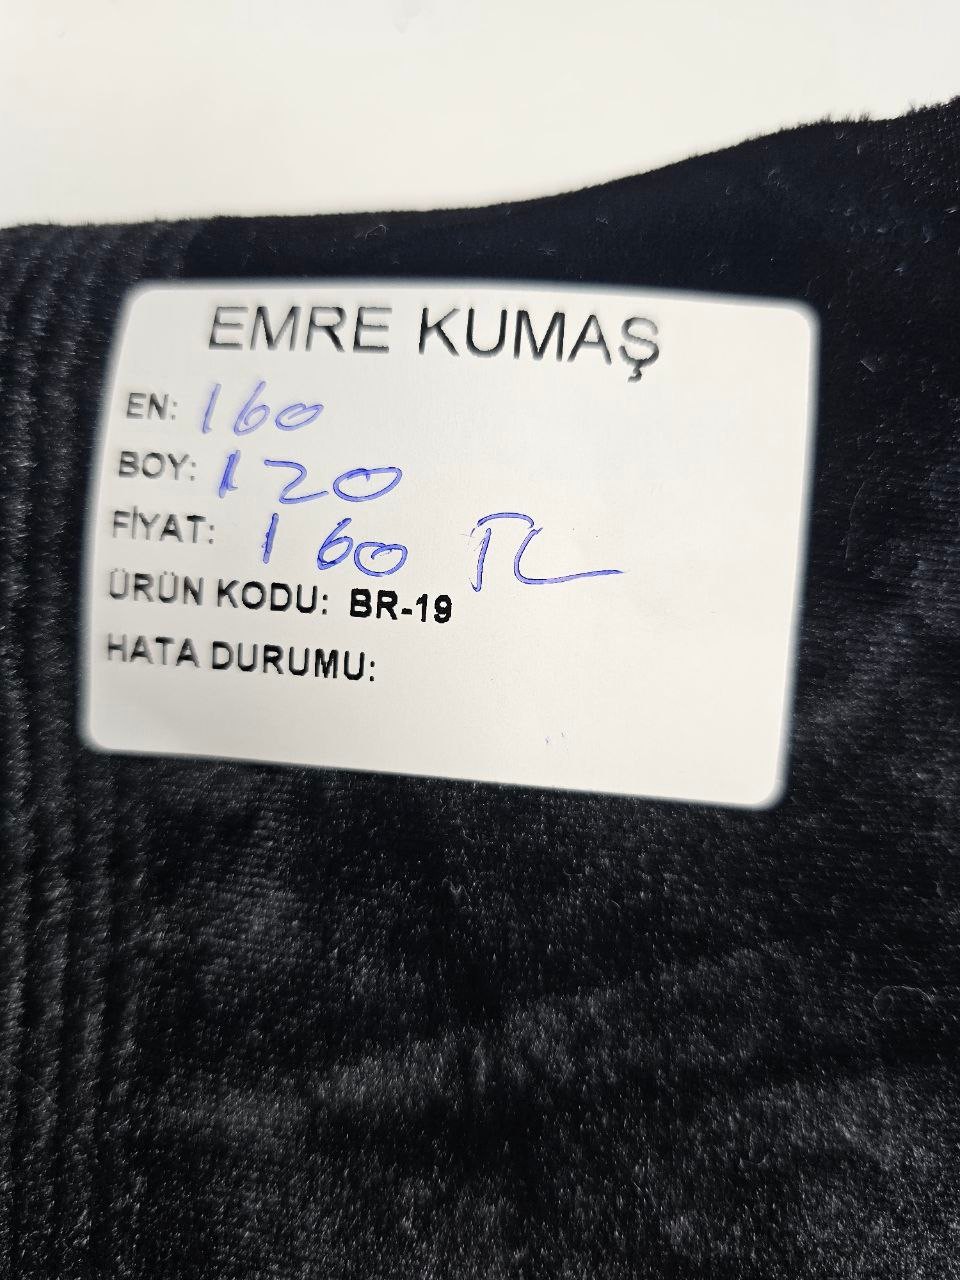 EMRE KUMAŞ
EN: 160
BOY: 120
FİYAT: 160 TL
ÜRÜN KODU: BR-19
HATA DURUMU: